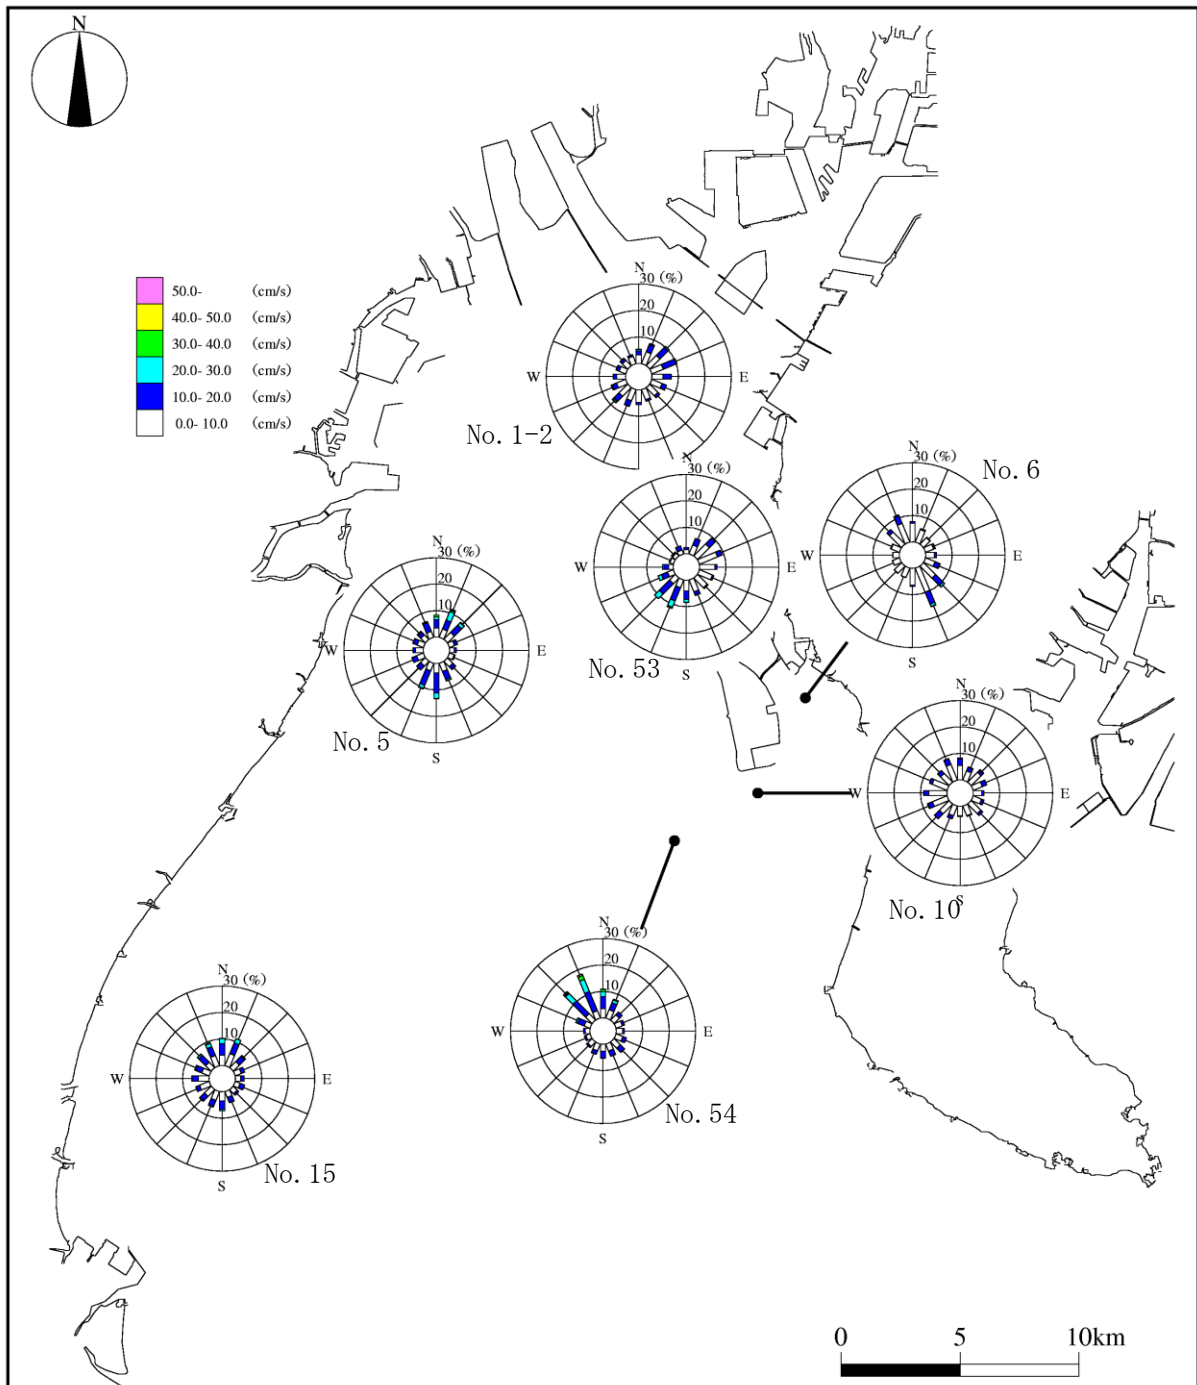 N
50.0- (cm/s)
40.0- 50.0 (cm/s)
30.0- 40.0 (cm/s)
20.0- 30.0 (cm/s)
10.0- 20.0 (cm/s)
0.0- 10.0 (cm/s)
N
30 (%)
20
10
W
E
No. 1-2
N
30 (%)
20
10
W
E
S
No. 53
N
30 (%)
20
10
W
E
S
No. 6
N
30 (%)
20
10
W
E
S
No. 5
N
30 (%)
20
10
W
E
S
No. 10
N
30 (%)
20
10
W
E
S
No. 54
N
30 (%)
20
10
W
E
S
No. 15
0 5 10km